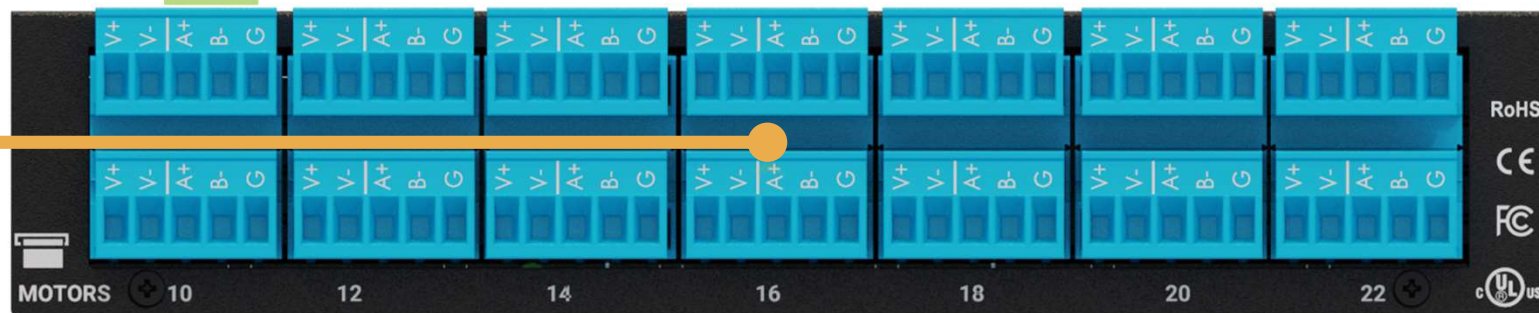 V+ V- A+ B- G V+ V- A+ B- G V+ V- A+ B- G V+ V- A+ B- G V+ V- A+ B- G V+ V- A+ B- G V+ V- A+ B- G
RoHS
V+ V- A+ B- G V+ V- A+ B- G V+ V- A+ B- G V+ V- A+ B- G V+ V- A+ B- G V+ V- A+ B- G V+ V- A+ B- G
CE
FC
MOTORS 10 12 14 16 18 20 22
c UL ® US